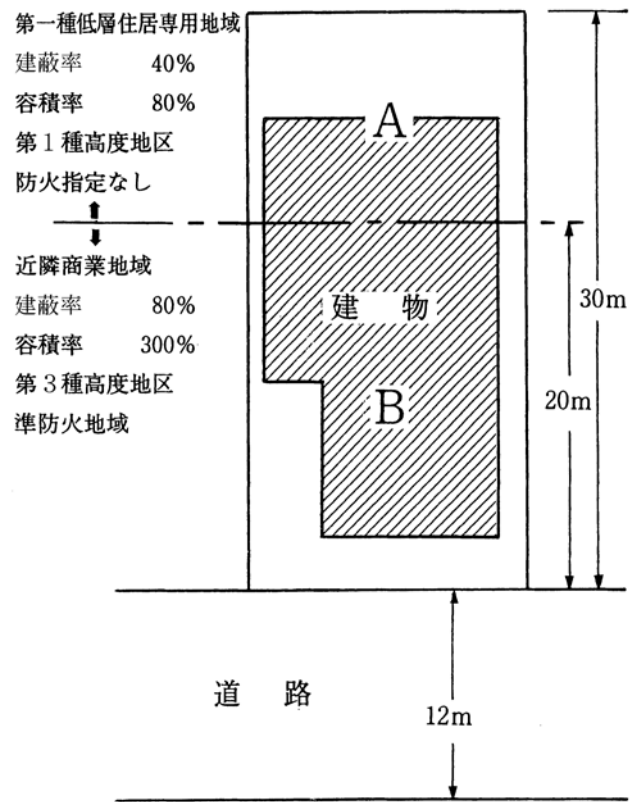 第一種低層住居専用地域
建蔽率 40%
容積率 80%
第1種高度地区
防火指定なし
近隣商業地域
建蔽率 80%
容積率 300%
第3種高度地区
準防火地域
A
建物
B
30m
20m
道路
12m